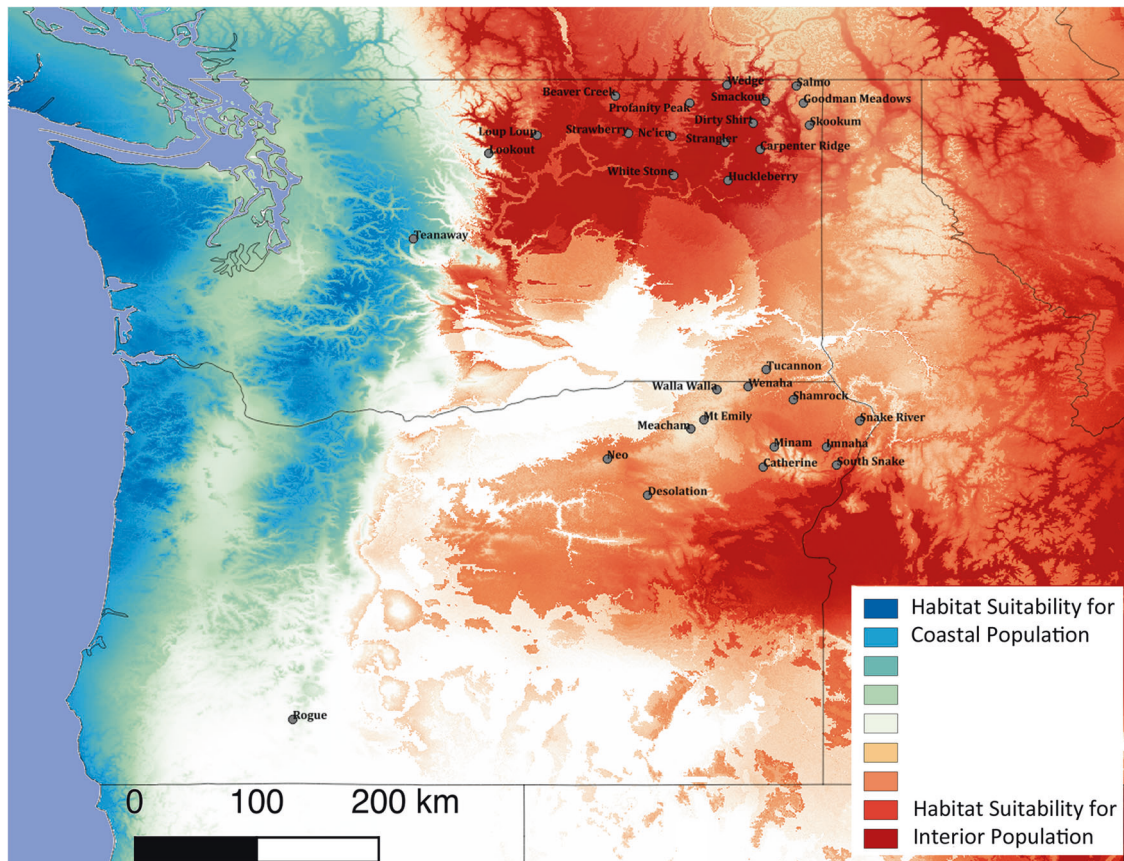 Wedge
Salmo
Beaver Creek
Smackout
Profanity Peak
Goodman Meadows
Dirty Shirt
Skookum
Loup Loup
Strawberry
Nc'icn
Strangler
Lookout
Carpenter Ridge
White Stone
Huckleberry
Teanaway
Tucannon
Walla Walla
Wenaha
Shamrock
Mt Emily
Snake River
Meacham
Minam
Imnaha
Neo
Catherine
South Snake
Desolation
Rogue
Habitat Suitability for
Coastal Population
Habitat Suitability for
Interior Population
0 100 200 km